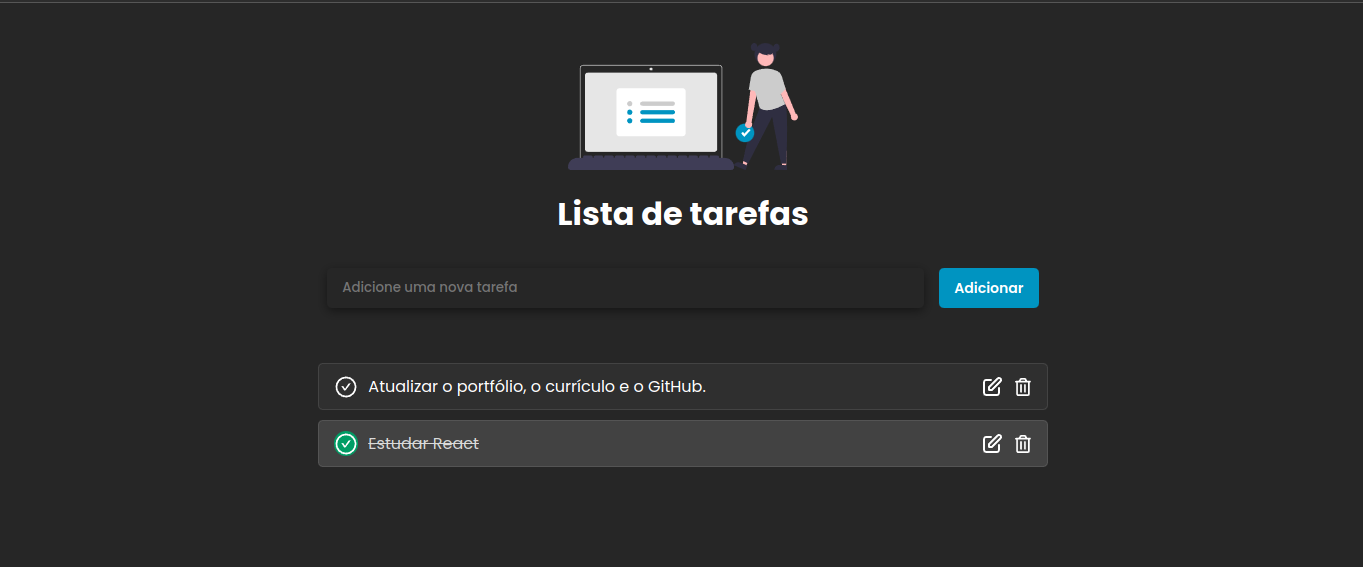 Lista de tarefas
Adicione uma nova tarefa
Adicionar
Atualizar o portfólio, o currículo e o GitHub.
Estudar React